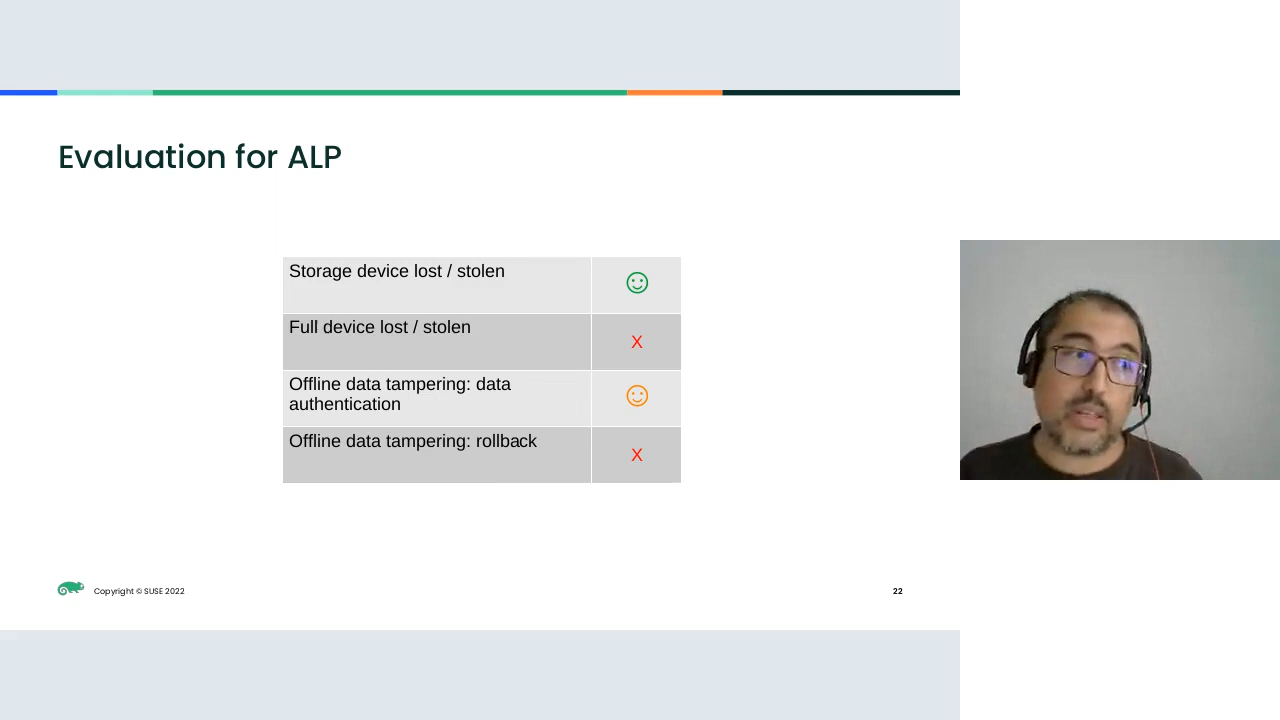 Evaluation for ALP
Storage device lost / stolen
☺
Full device lost / stolen
X
Offline data tampering: data
authentication
☺
Offline data tampering: rollback
X
Copyright © SUSE 2022
22